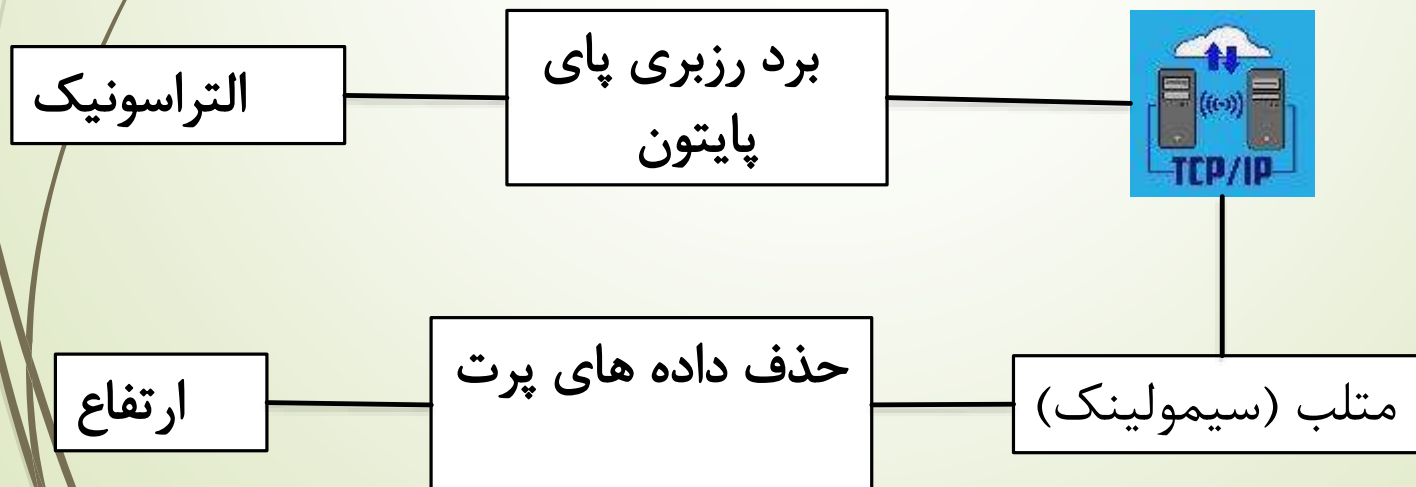 التراسونیک
برد رزبری پای
پایتون
TCP/IP
متلب (سیمولینک)
حذف داده های پرت
ارتفاع